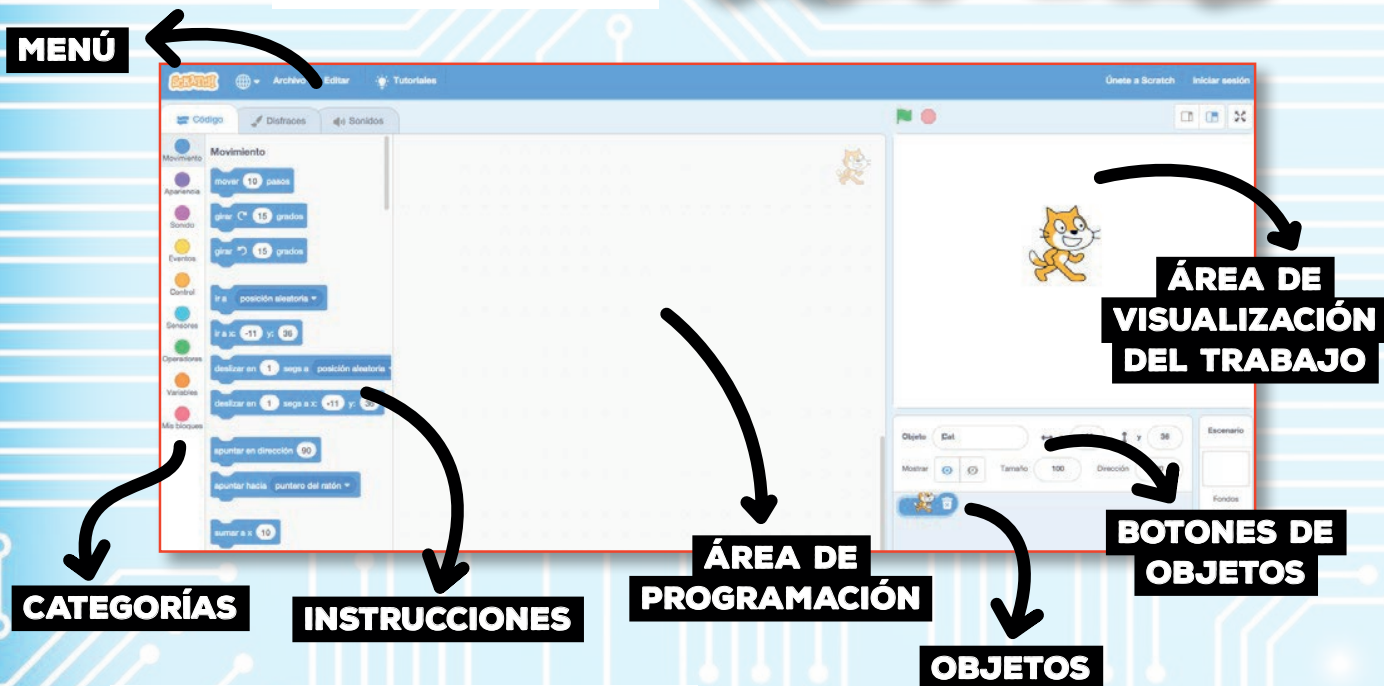 MENÚ
SCRATCH
Archivo
Editar
Tutoriales
Únete a Scratch
Iniciar sesión
Código
Disfraces
Sonidos
Movimiento
Apariencia
Sonido
Eventos
Control
Sensores
Operadores
Variables
Mis bloques
Movimiento
mover 10 pasos
girar 15 grados
girar 15 grados
ir a posición aleatoria
ir a x: -11 y: 36
deslizar en 1 segs a posición aleatoria
deslizar en 1 segs a x: -11 y: 36
apuntar en dirección 90
apuntar hacia puntero del ratón
sumar a x 10
Objeto
y 36
Escenario
Mostrar
Tamaño 100
Dirección
Fondos
ÁREA DE
VISUALIZACIÓN
DEL TRABAJO
BOTONES DE
OBJETOS
ÁREA DE
PROGRAMACIÓN
CATEGORÍAS
INSTRUCCIONES
OBJETOS